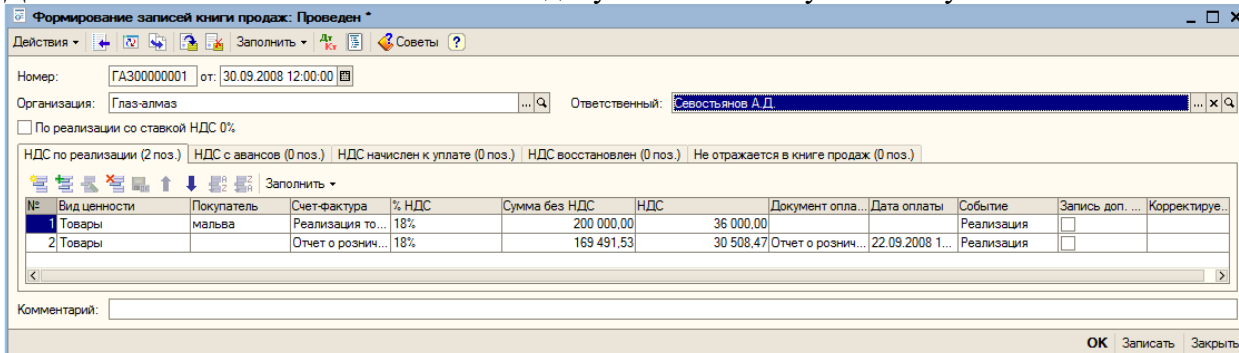 Формирование записей книги продаж: Проведен *
Действия Заполнить Дт Кт Советы ?
Номер: ГА300000001 от: 30.09.2008 12:00:00
Организация: Глаз-алмаз ... Ответственный: Севостьянов А.Д. ... x
По реализации со ставкой НДС 0%
НДС по реализации (2 поз.) НДС с авансов (0 поз.) НДС начислен к уплате (0 поз.) НДС восстановлен (0 поз.) Не отражается в книге продаж (0 поз.)
Заполнить
№ Вид ценности Покупатель Счет-фактура % НДС Сумма без НДС НДС Документ опла... Дата оплаты Событие Запись доп. ... Корректируе...
1 Товары мальва Реализация то... 18% 200 000,00 36 000,00 Реализация
2 Товары Отчет о рознич... 18% 169 491,53 30 508,47 Отчет о рознич... 22.09.2008 1... Реализация
Комментарий:
OK Записать Закрыть